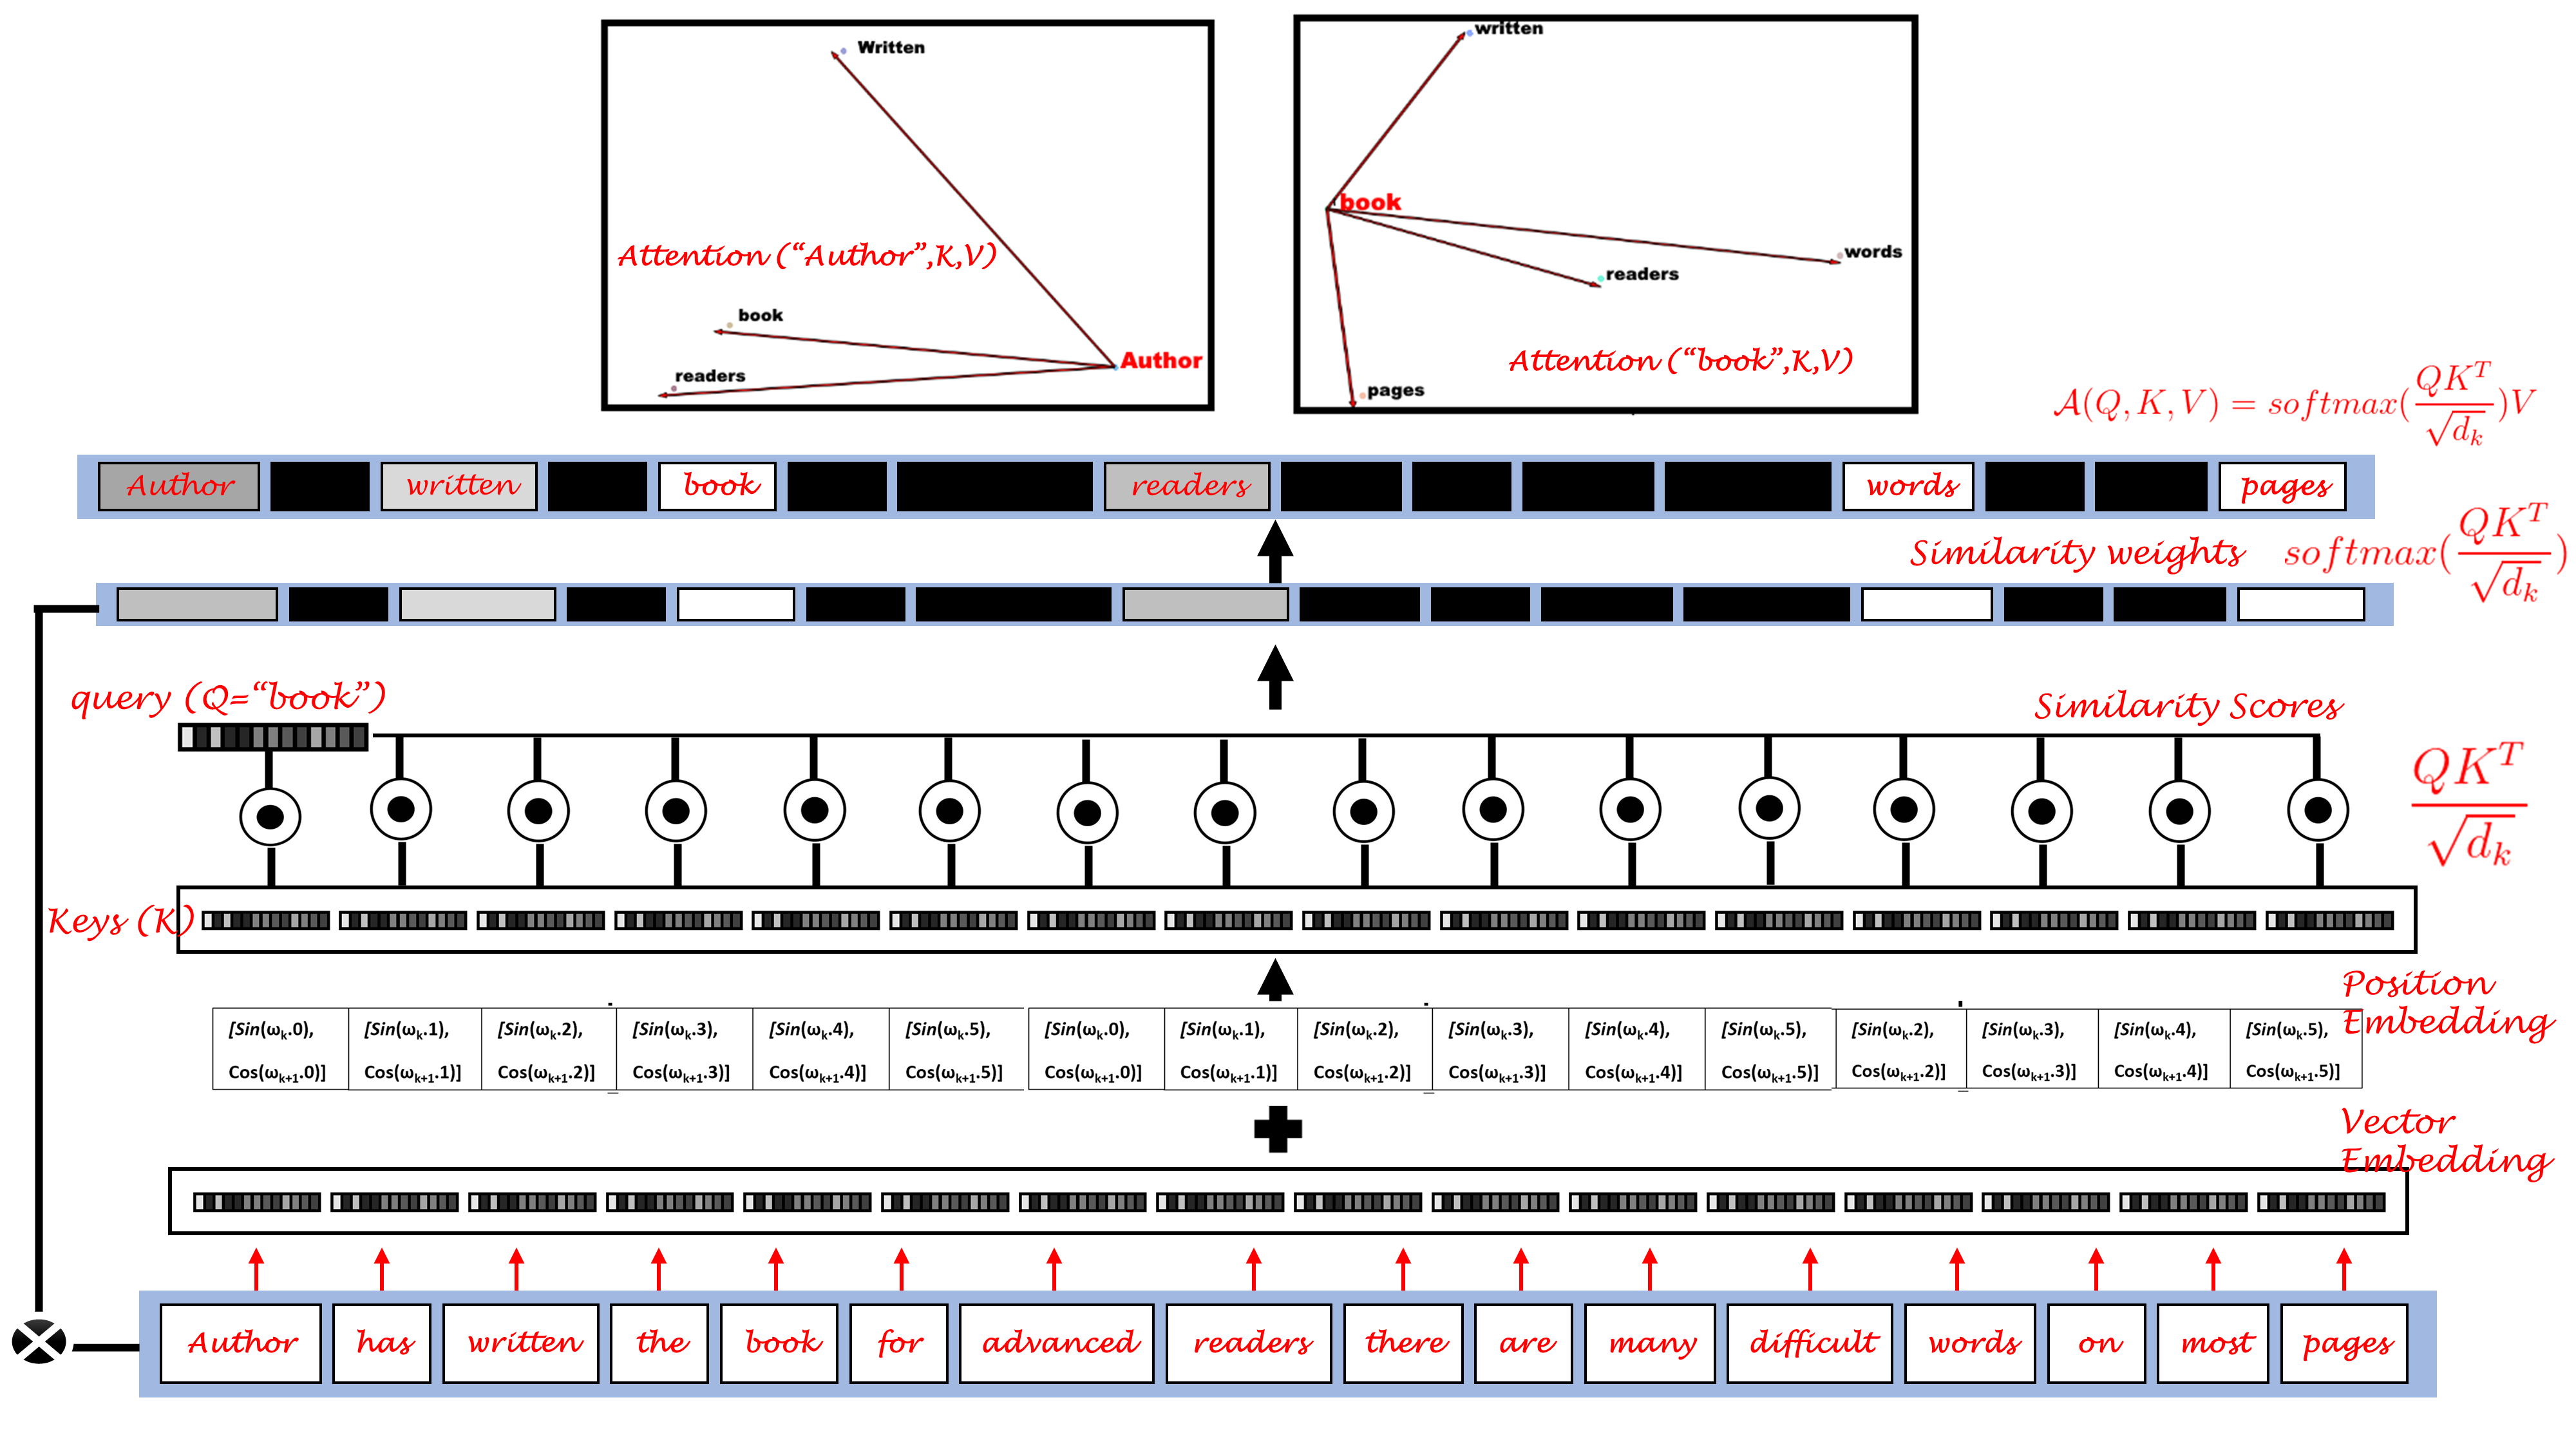 Written
Attention (“Author”,K,V)
book
Author
readers
written
book
words
readers
Attention (“book”,K,V)
pages
𝒜(Q, K, V) = softmax(QK^T/√d_k)V
Author written book readers words pages
Similarity weights softmax(QK^T/√d_k)
query (Q=“book”)
Similarity Scores
QK^T/√d_k
Keys (K)
Position
Embedding
[Sin(ωk.0), [Sin(ωk.1), [Sin(ωk.2), [Sin(ωk.3), [Sin(ωk.4), [Sin(ωk.5), [Sin(ωk.0), [Sin(ωk.1), [Sin(ωk.2), [Sin(ωk.3), [Sin(ωk.4), [Sin(ωk.5), [Sin(ωk.2), [Sin(ωk.3), [Sin(ωk.4), [Sin(ωk.5),
Cos(ωk+1.0)] Cos(ωk+1.1)] Cos(ωk+1.2)] Cos(ωk+1.3)] Cos(ωk+1.4)] Cos(ωk+1.5)] Cos(ωk+1.0)] Cos(ωk+1.1)] Cos(ωk+1.2)] Cos(ωk+1.3)] Cos(ωk+1.4)] Cos(ωk+1.5)] Cos(ωk+1.2)] Cos(ωk+1.3)] Cos(ωk+1.4)] Cos(ωk+1.5)]
Vector
Embedding
Author has written the book for advanced readers there are many difficult words on most pages